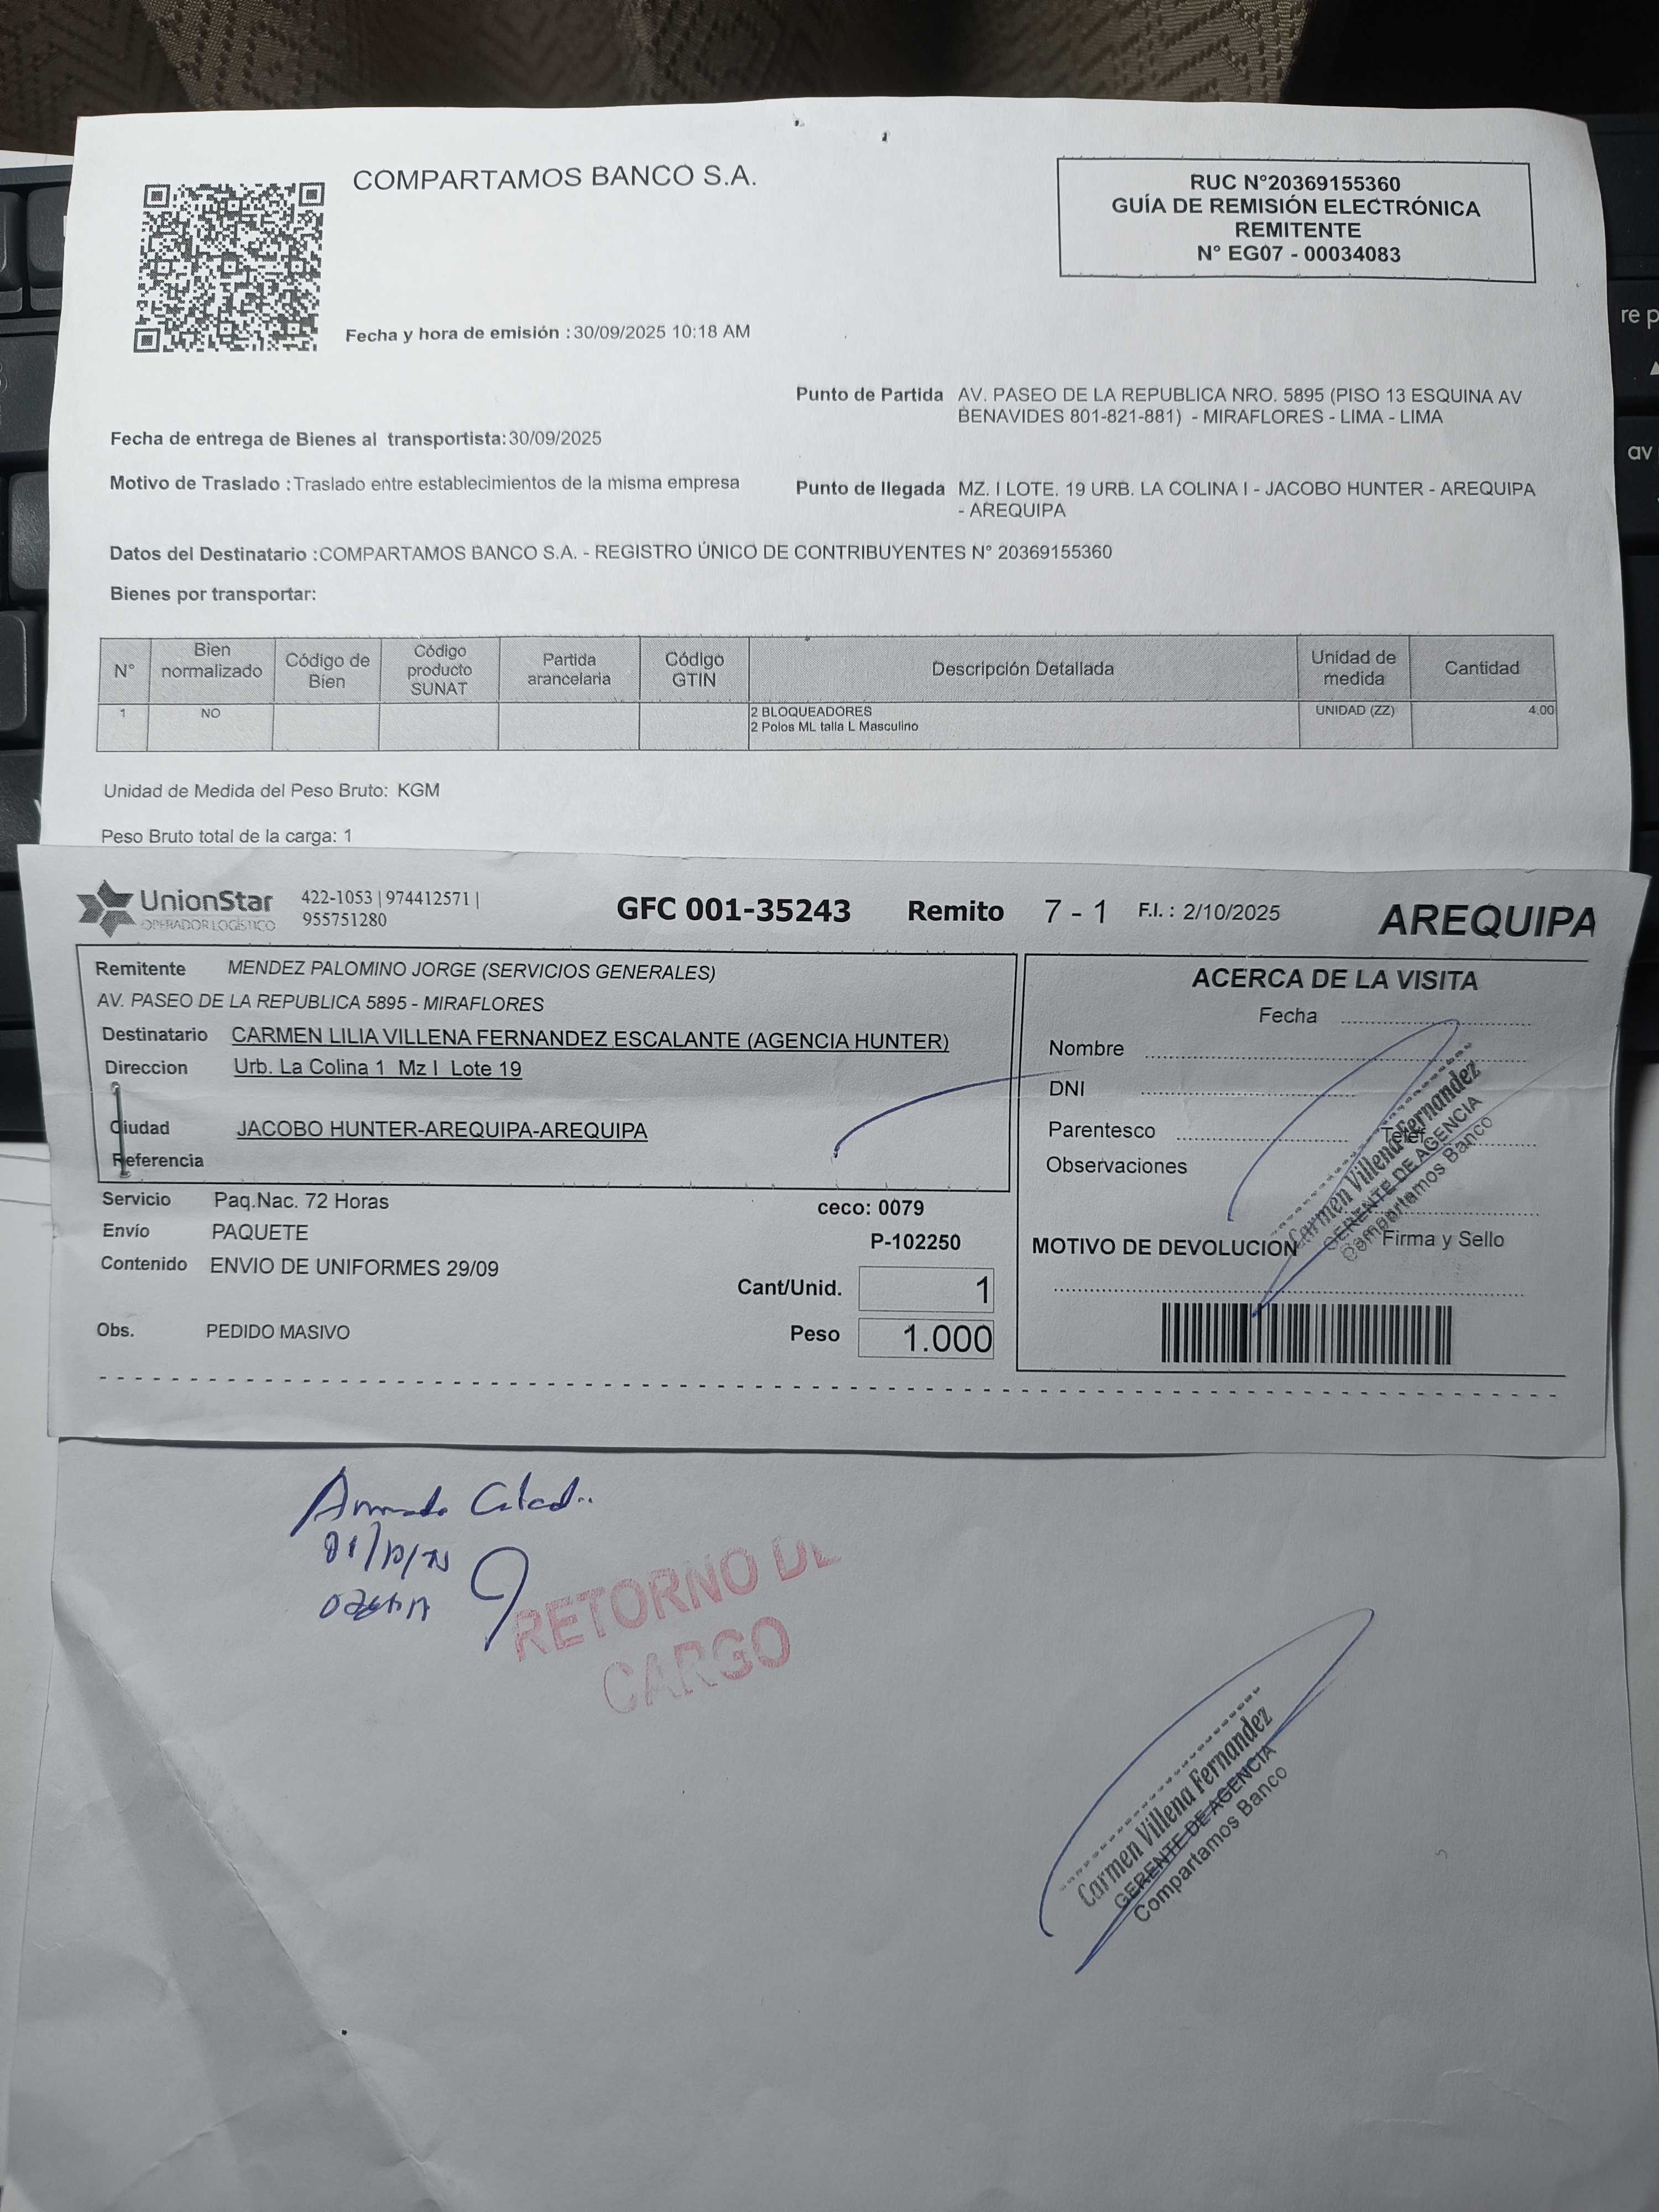 COMPARTAMOS BANCO S.A.
RUC N°20369155360
GUÍA DE REMISIÓN ELECTRÓNICA
REMITENTE
N° EG07 - 00034083
Fecha y hora de emisión : 30/09/2025 10:18 AM
Punto de Partida AV. PASEO DE LA REPUBLICA NRO. 5895 (PISO 13 ESQUINA AV
BENAVIDES 801-821-881) - MIRAFLORES - LIMA - LIMA
Fecha de entrega de Bienes al transportista: 30/09/2025
Motivo de Traslado : Traslado entre establecimientos de la misma empresa
Punto de llegada MZ. I LOTE. 19 URB. LA COLINA I - JACOBO HUNTER - AREQUIPA
- AREQUIPA
Datos del Destinatario : COMPARTAMOS BANCO S.A. - REGISTRO ÚNICO DE CONTRIBUYENTES N° 20369155360
Bienes por transportar:
N° Bien normalizado Código de Bien Código producto SUNAT Partida arancelaria Código GTIN Descripción Detallada Unidad de medida Cantidad
1 NO 2 BLOQUEADORES UNIDAD (ZZ) 4.00
2 Polos ML talla L Masculino
Unidad de Medida del Peso Bruto: KGM
Peso Bruto total de la carga: 1
UnionStar 422-1053 | 974412571 |
OPERADOR LOGÍSTICO 955751280
GFC 001-35243 Remito 7 - 1 F.I. : 2/10/2025 AREQUIPA
Remitente MENDEZ PALOMINO JORGE (SERVICIOS GENERALES)
AV. PASEO DE LA REPUBLICA 5895 - MIRAFLORES
Destinatario CARMEN LILIA VILLENA FERNANDEZ ESCALANTE (AGENCIA HUNTER)
Direccion Urb. La Colina 1 Mz I Lote 19
Ciudad JACOBO HUNTER-AREQUIPA-AREQUIPA
Referencia
Servicio Paq.Nac. 72 Horas
ceco: 0079
Envío PAQUETE
P-102250
Contenido ENVIO DE UNIFORMES 29/09
Cant/Unid. 1
Obs. PEDIDO MASIVO
Peso 1.000
ACERCA DE LA VISITA
Fecha
Nombre
DNI
Parentesco Telef
Observaciones
Carmen Villena Fernandez
GERENTE DE AGENCIA
Compartamos Banco
Firma y Sello
MOTIVO DE DEVOLUCION
RETORNO DE
CARGO
Carmen Villena Fernandez
GERENTE DE AGENCIA
Compartamos Banco
re p
av